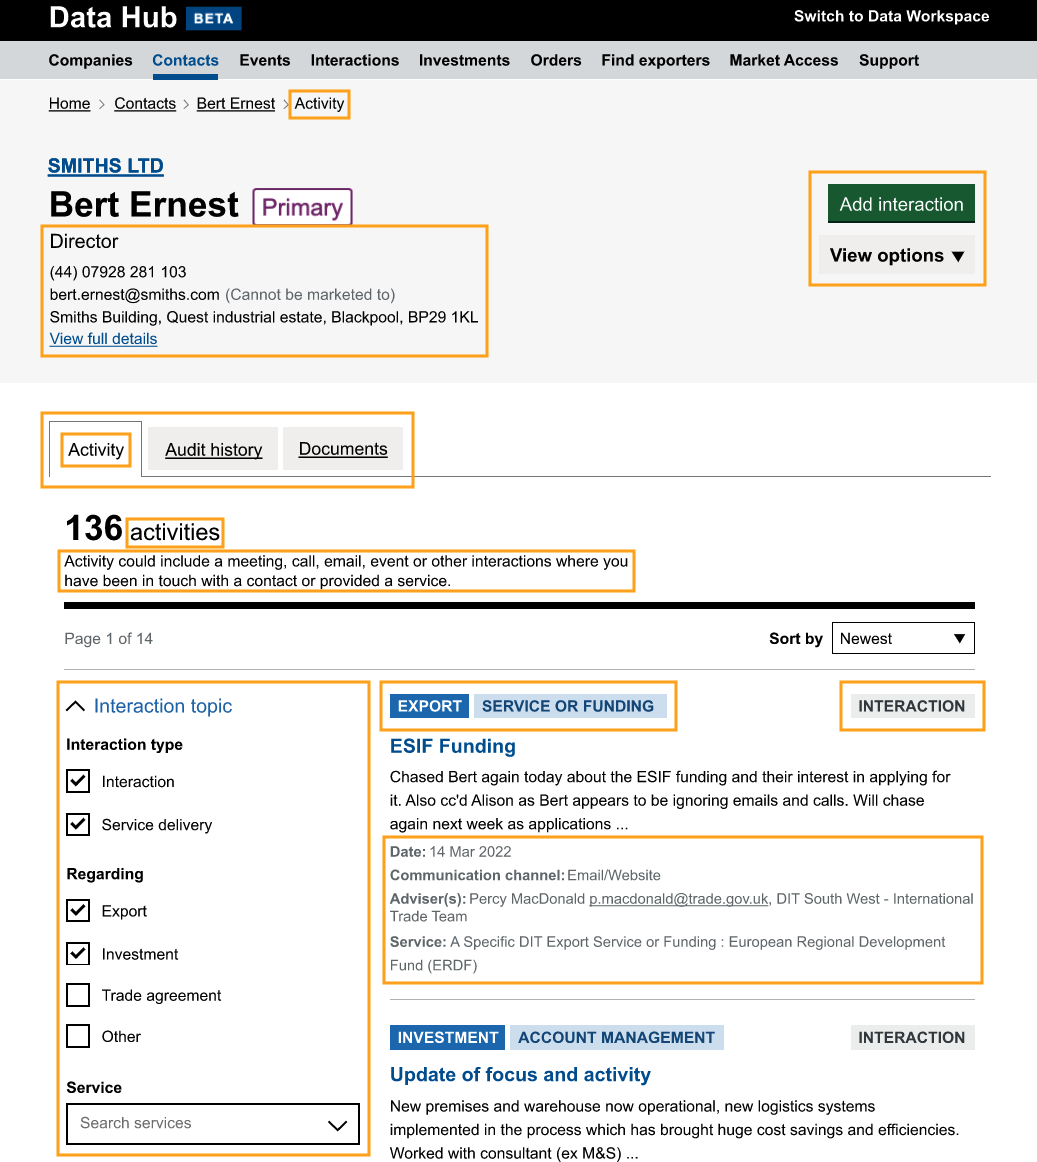 Data Hub BETA
Switch to Data Workspace
Companies Contacts Events Interactions Investments Orders Find exporters Market Access Support
Home > Contacts > Bert Ernest > Activity
SMITHS LTD
Bert Ernest Primary
Director
(44) 07928 281 103
bert.ernest@smiths.com (Cannot be marketed to)
Smiths Building, Quest industrial estate, Blackpool, BP29 1KL
View full details
Add interaction
View options ▼
Activity Audit history Documents
136 activities
Activity could include a meeting, call, email, event or other interactions where you
have been in touch with a contact or provided a service.
Page 1 of 14
Sort by Newest ▼
Interaction topic
Interaction type
Interaction
Service delivery
Regarding
Export
Investment
Trade agreement
Other
Service
Search services
EXPORT SERVICE OR FUNDING INTERACTION
ESIF Funding
Chased Bert again today about the ESIF funding and their interest in applying for
it. Also cc'd Alison as Bert appears to be ignoring emails and calls. Will chase
again next week as applications ...
Date: 14 Mar 2022
Communication channel: Email/Website
Adviser(s): Percy MacDonald p.macdonald@trade.gov.uk, DIT South West - International
Trade Team
Service: A Specific DIT Export Service or Funding : European Regional Development
Fund (ERDF)
INVESTMENT ACCOUNT MANAGEMENT INTERACTION
Update of focus and activity
New premises and warehouse now operational, new logistics systems
implemented in the process which has brought huge cost savings and efficiencies.
Worked with consultant (ex M&S) ...